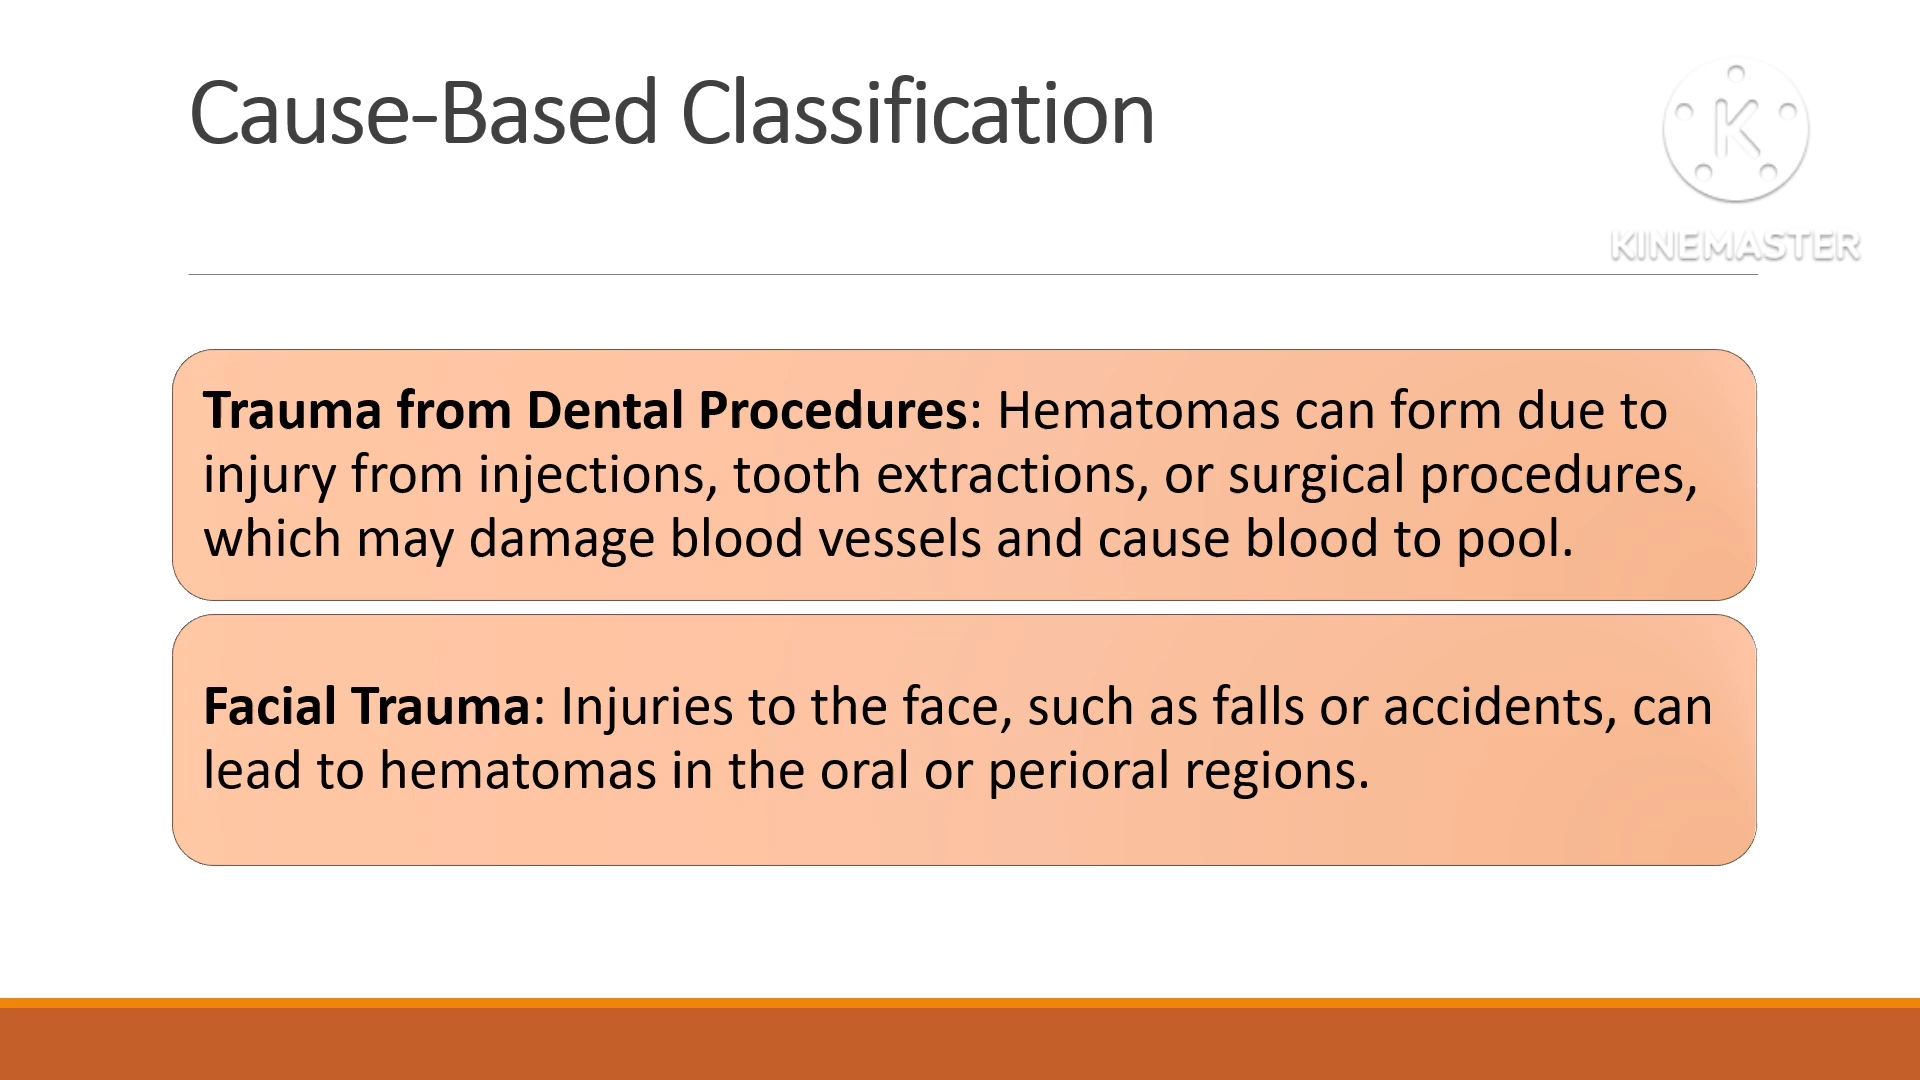 Cause-Based Classification
K
KINEMASTER
Trauma from Dental Procedures: Hematomas can form due to
injury from injections, tooth extractions, or surgical procedures,
which may damage blood vessels and cause blood to pool.
Facial Trauma: Injuries to the face, such as falls or accidents, can
lead to hematomas in the oral or perioral regions.